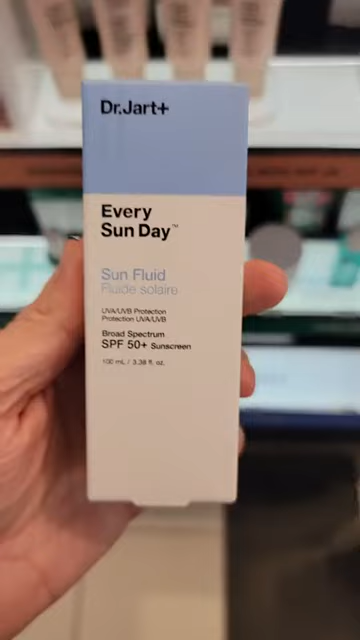 Dr.Jart+
Every
Sun Day™
Sun Fluid
Fluide solaire
UVA/UVB Protection
Protection UVA/UVB
Broad Spectrum
SPF 50+ Sunscreen
100 mL / 3.38 fl. oz.